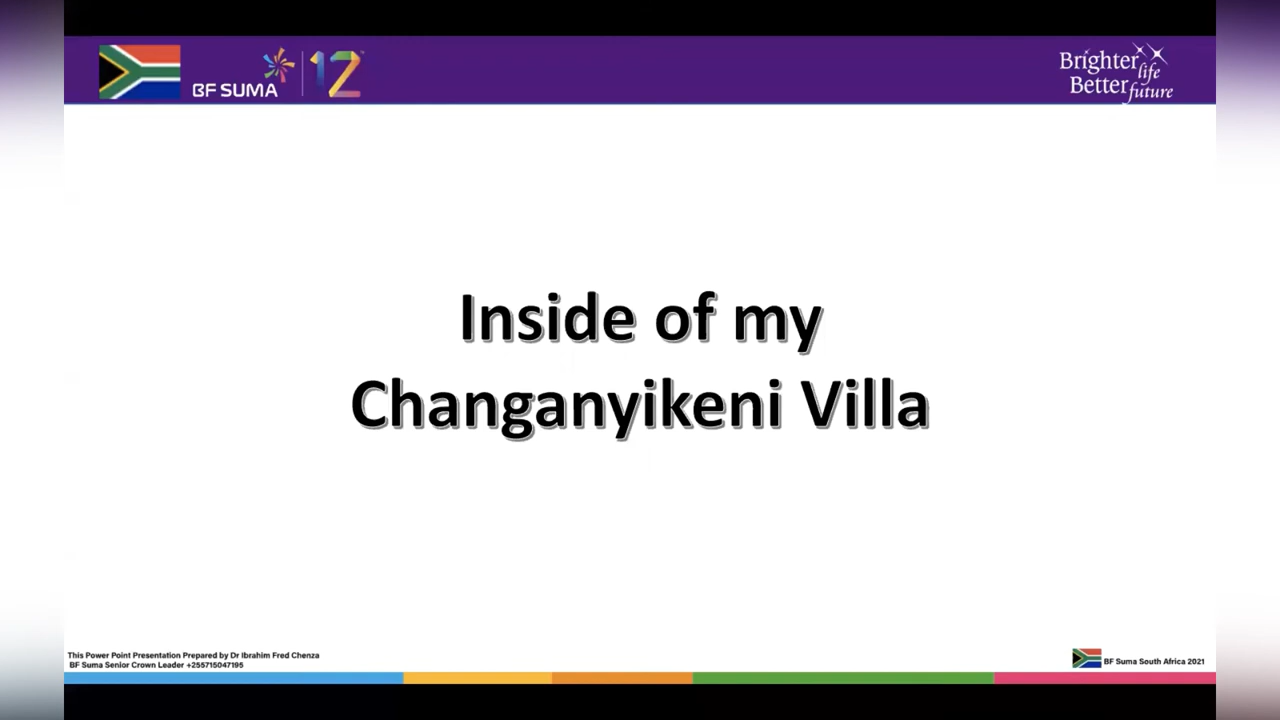 BF SUMA 12
Brighter
life
Better
future
Inside of my
Changanyikeni Villa
This Power Point Presentation Prepared by Dr Ibrahim Fred Chenza
BF Suma Senior Crown Leader +255715047195
BF Suma South Africa 2021